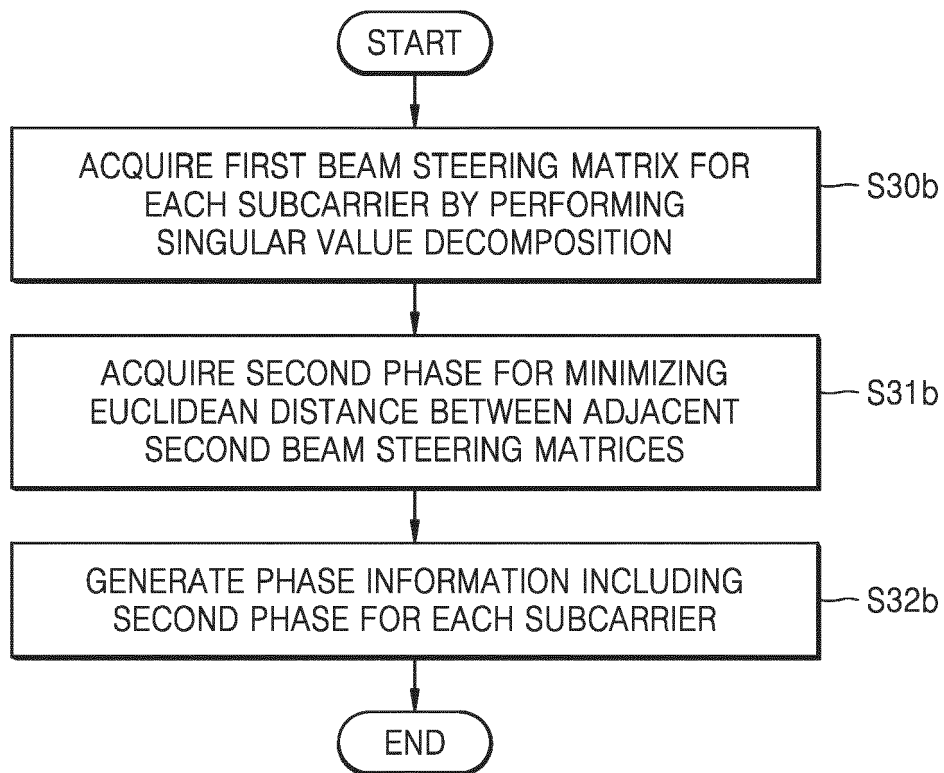 START
ACQUIRE FIRST BEAM STEERING MATRIX FOR
EACH SUBCARRIER BY PERFORMING
SINGULAR VALUE DECOMPOSITION
S30b
ACQUIRE SECOND PHASE FOR MINIMIZING
EUCLIDEAN DISTANCE BETWEEN ADJACENT
SECOND BEAM STEERING MATRICES
S31b
GENERATE PHASE INFORMATION INCLUDING
SECOND PHASE FOR EACH SUBCARRIER
S32b
END